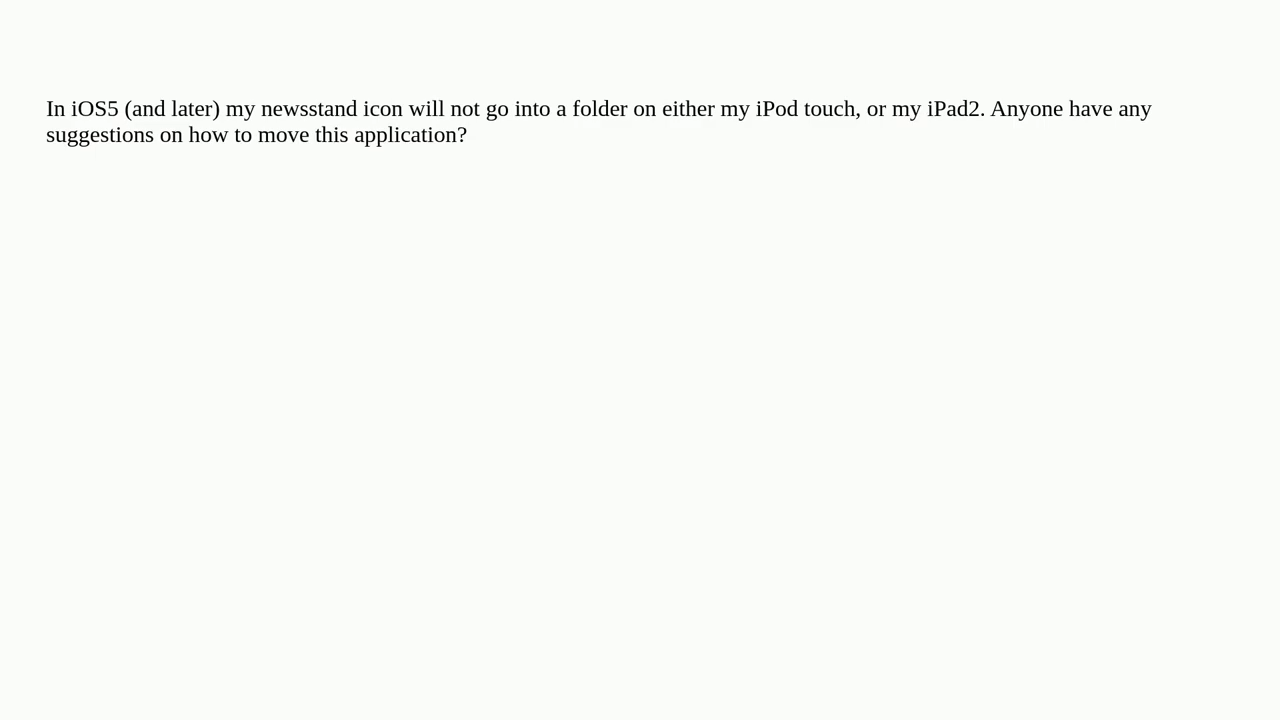 In iOS5 (and later) my newsstand icon will not go into a folder on either my iPod touch, or my iPad2. Anyone have any
suggestions on how to move this application?